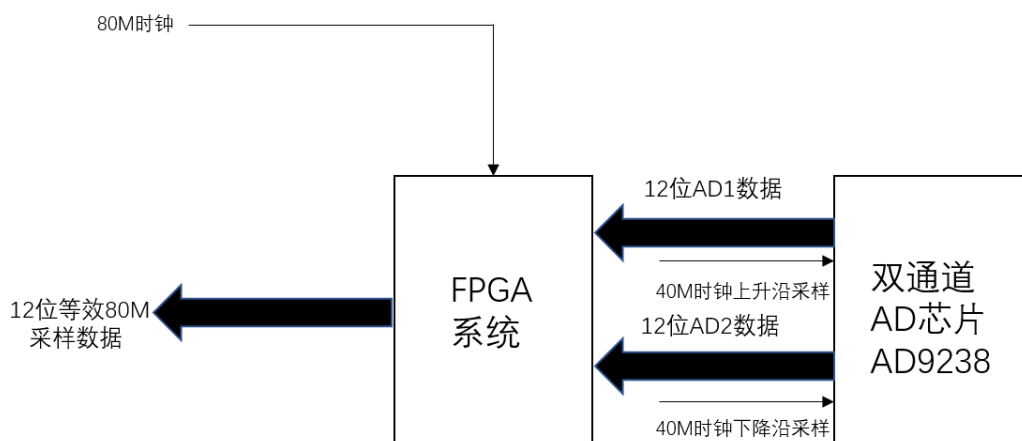 80M时钟
12位AD1数据
40M时钟上升沿采样
12位AD2数据
40M时钟下降沿采样
FPGA
系统
双通道
AD芯片
AD9238
12位等效80M
采样数据